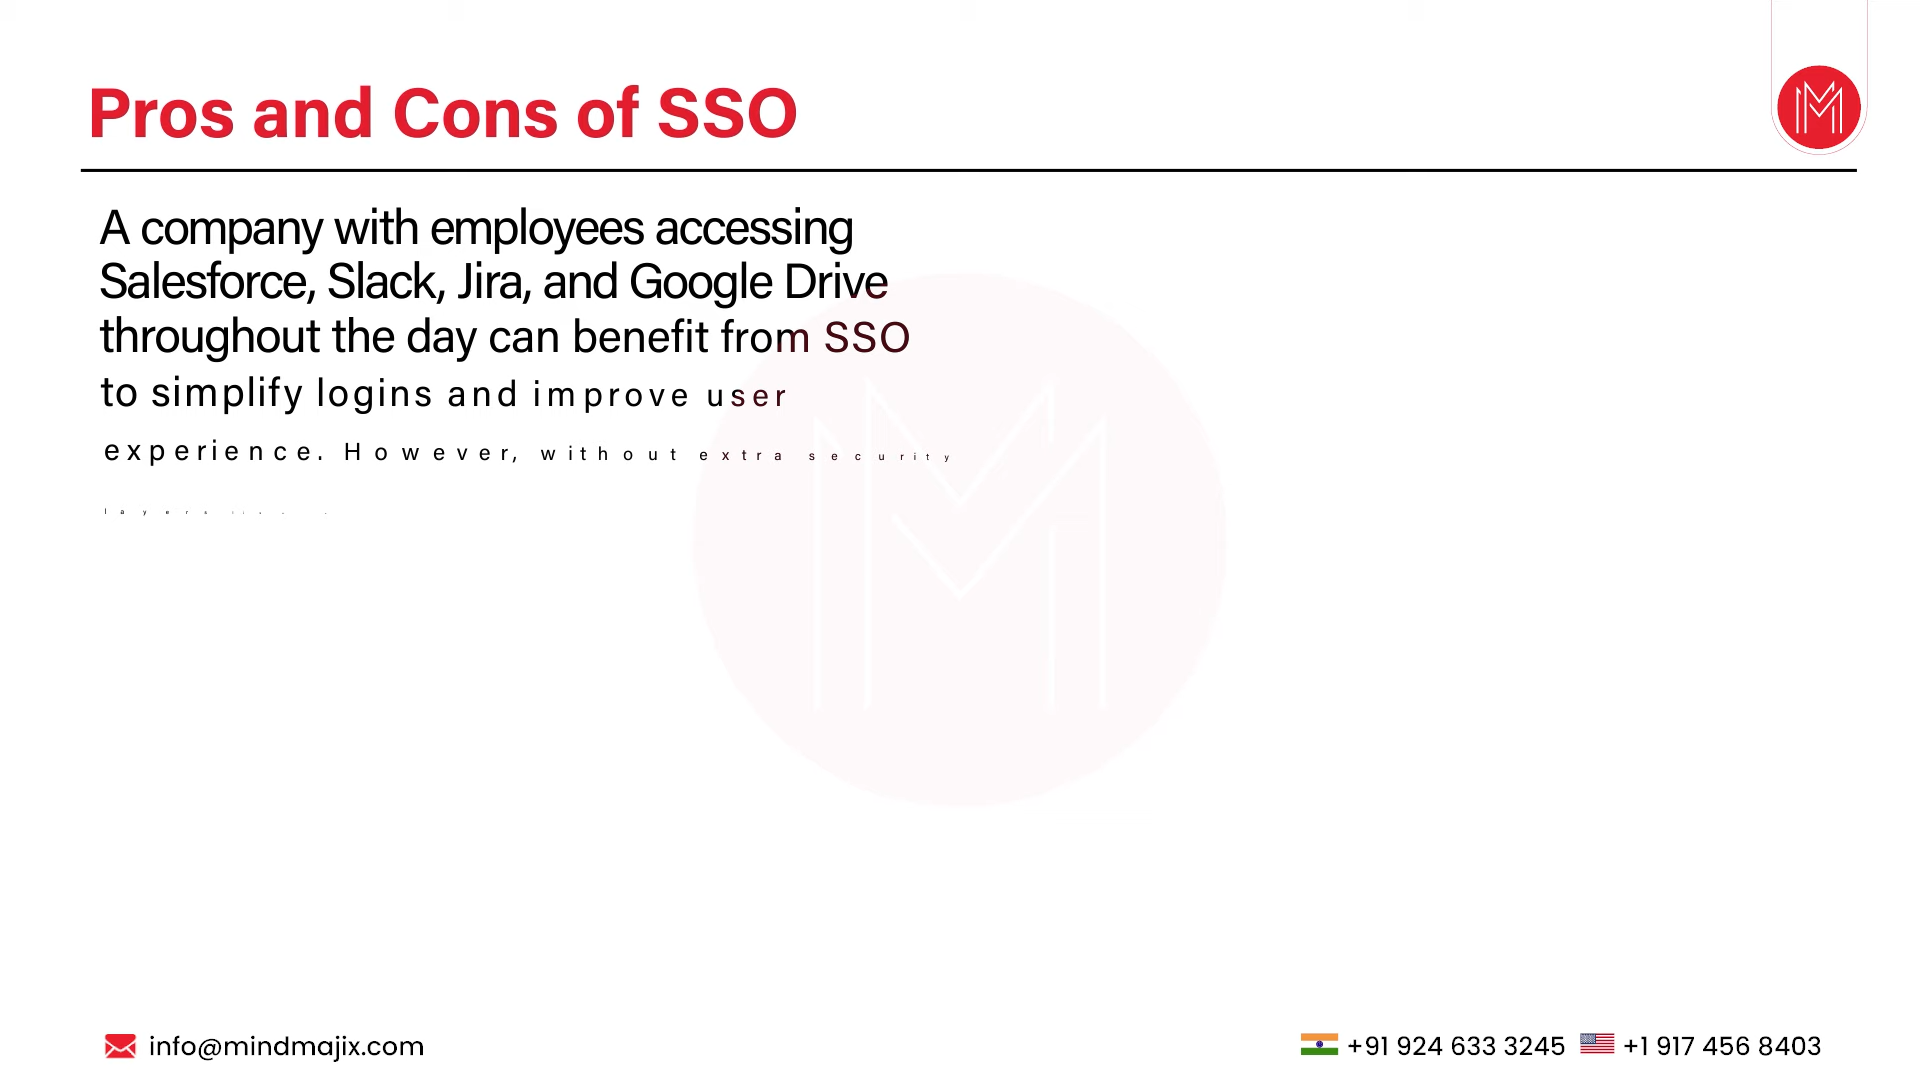 Pros and Cons of SSO
A company with employees accessing
Salesforce, Slack, Jira, and Google Drive
throughout the day can benefit from SSO
to simplify logins and improve user
experience. However, without extra security
layers
info@mindmajix.com
+91 924 633 3245 +1 917 456 8403